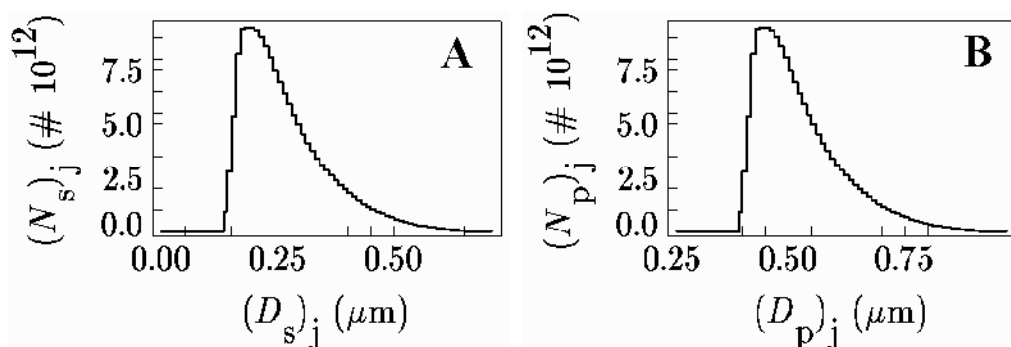 A
(N_s)_j (# 10^12)
7.5
5.0
2.5
0.0
0.00 0.25 0.50
(D_s)_j (μm)
B
(N_p)_j (# 10^12)
7.5
5.0
2.5
0.0
0.25 0.50 0.75
(D_p)_j (μm)